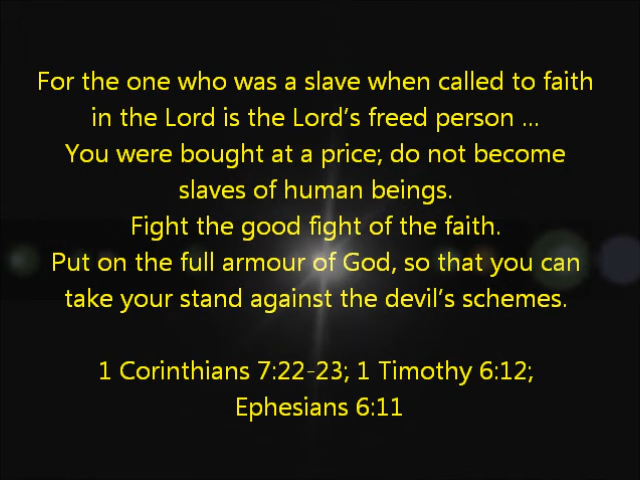 For the one who was a slave when called to faith
in the Lord is the Lord’s freed person ...
You were bought at a price; do not become
slaves of human beings.
Fight the good fight of the faith.
Put on the full armour of God, so that you can
take your stand against the devil’s schemes.
1 Corinthians 7:22-23; 1 Timothy 6:12;
Ephesians 6:11